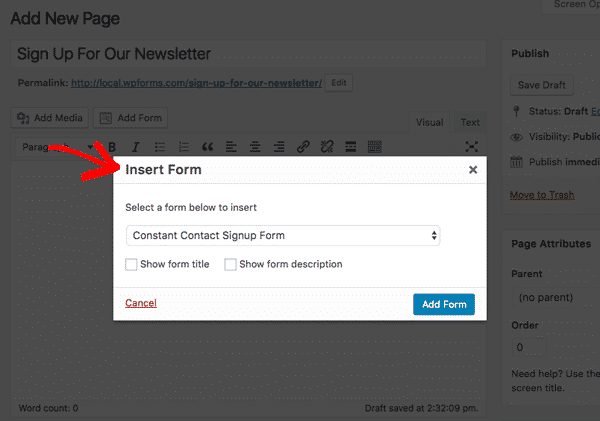 Screen Op
Add New Page
Sign Up For Our Newsletter
Permalink: http://local.wpforms.com/sign-up-for-our-newsletter/ Edit
Add Media Add Form
Visual Text
Paragraph
B I
Insert Form ×
Select a form below to insert
Constant Contact Signup Form
Show form title Show form description
Cancel Add Form
Word count: 0 Draft saved at 2:32:09 pm.
Publish
Save Draft
Status: Draft Ed
Visibility: Public
Publish immedi
Move to Trash
Page Attributes
Parent
(no parent)
Order
0
Need help? Use the
screen title.